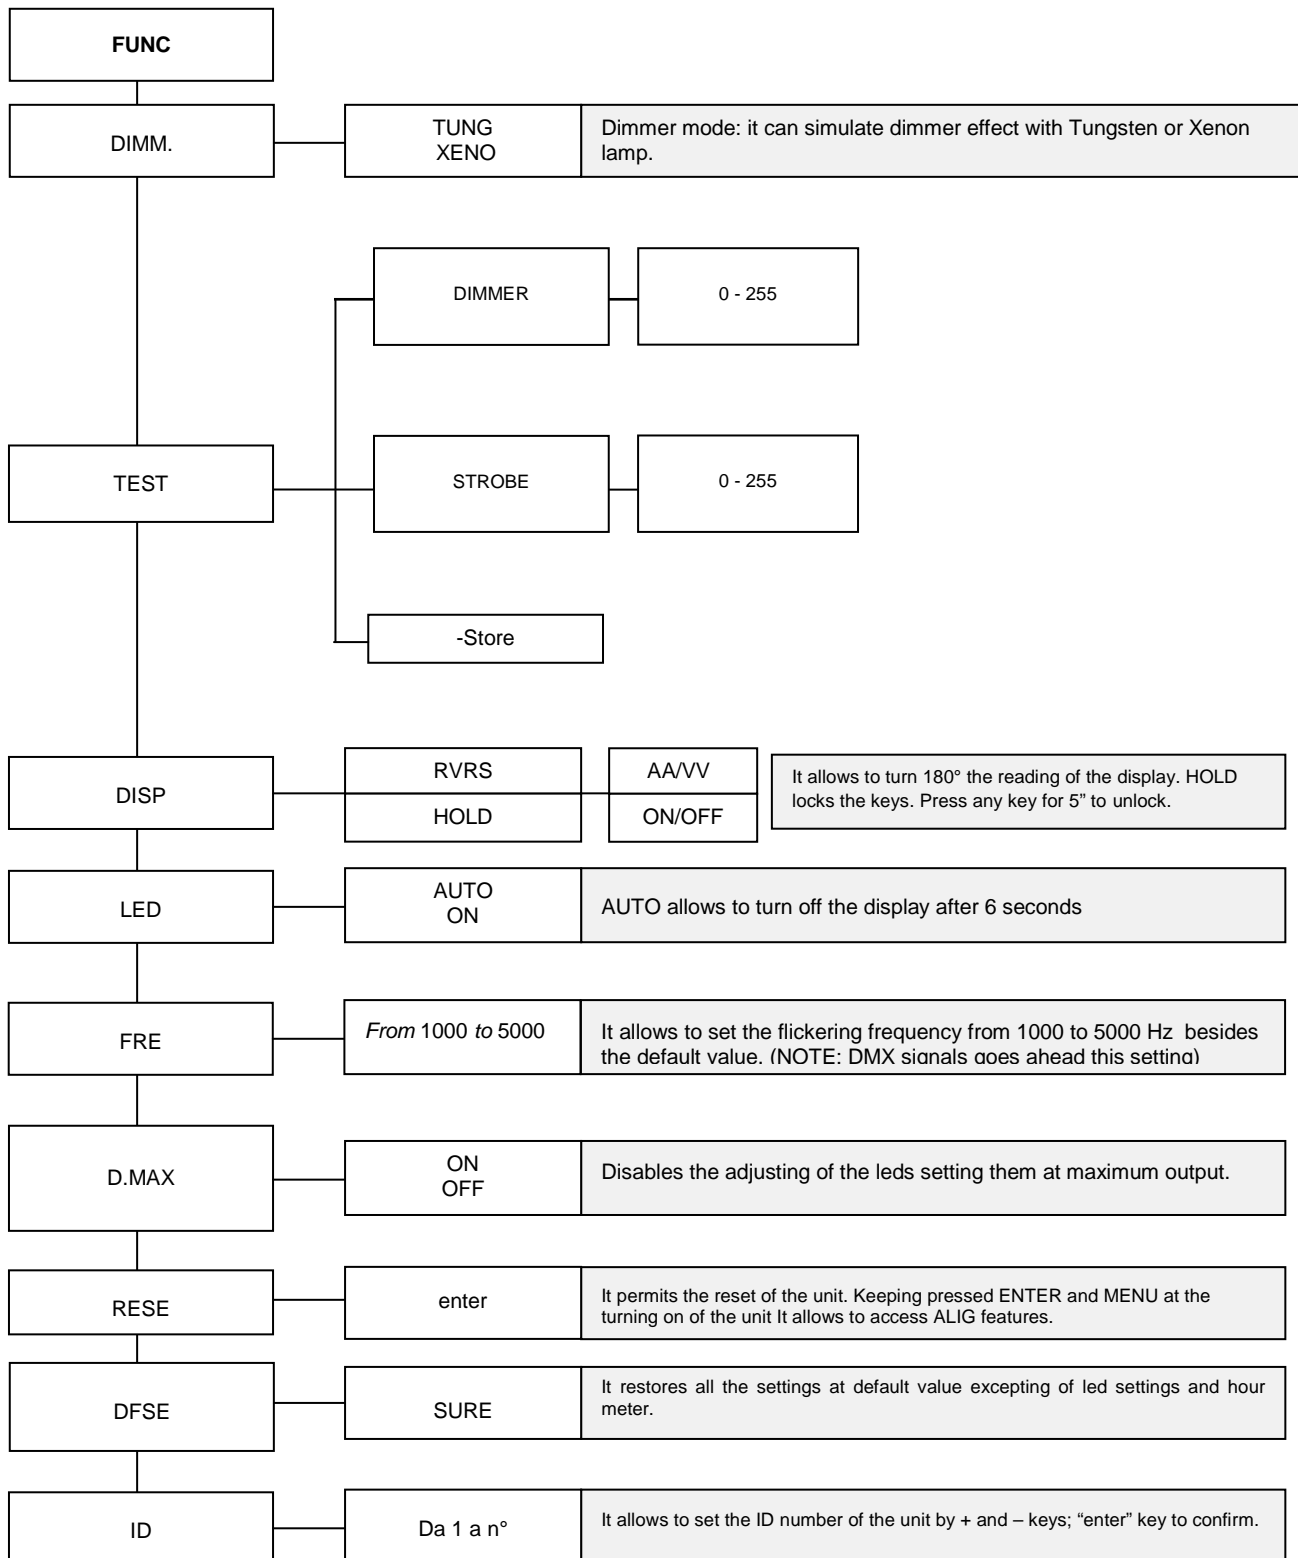 FUNC
DIMM.
TUNG
XENO
Dimmer mode: it can simulate dimmer effect with Tungsten or Xenon
lamp.
DIMMER
0 - 255
TEST
STROBE
0 - 255
-Store
DISP
RVRS
AA/VV
HOLD
ON/OFF
It allows to turn 180° the reading of the display. HOLD
locks the keys. Press any key for 5” to unlock.
LED
AUTO
ON
AUTO allows to turn off the display after 6 seconds
FRE
From 1000 to 5000
It allows to set the flickering frequency from 1000 to 5000 Hz besides
the default value. (NOTE: DMX signals goes ahead this setting)
D.MAX
ON
OFF
Disables the adjusting of the leds setting them at maximum output.
RESE
enter
It permits the reset of the unit. Keeping pressed ENTER and MENU at the
turning on of the unit It allows to access ALIG features.
DFSE
SURE
It restores all the settings at default value excepting of led settings and hour
meter.
ID
Da 1 a n°
It allows to set the ID number of the unit by + and – keys; “enter” key to confirm.